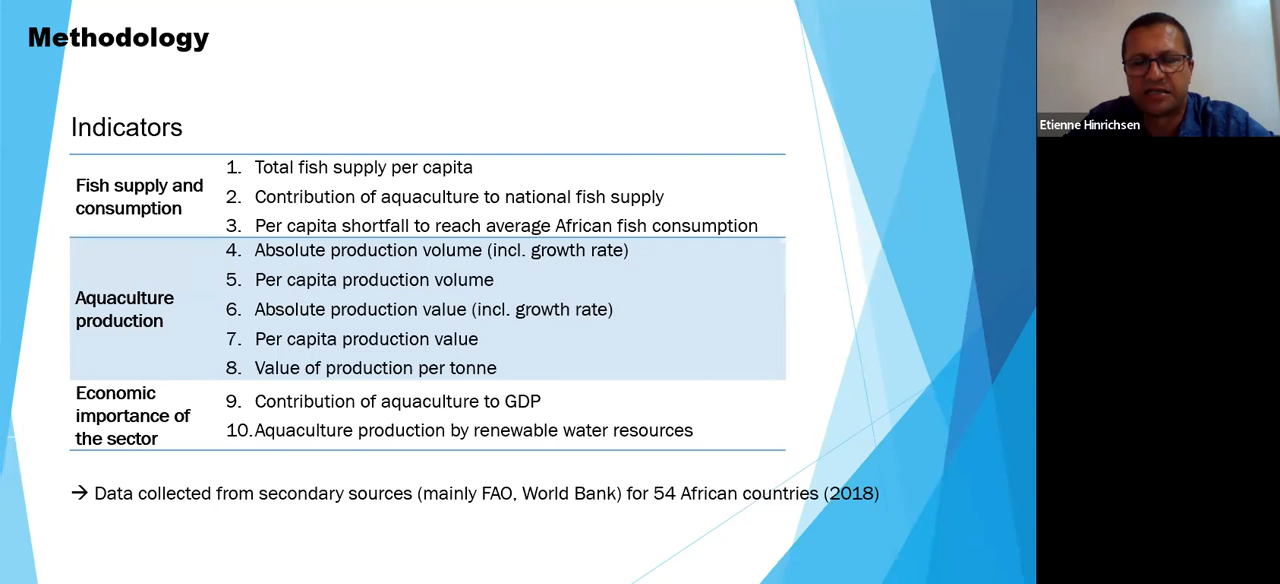 Methodology
Indicators
Fish supply and
consumption
1. Total fish supply per capita
2. Contribution of aquaculture to national fish supply
3. Per capita shortfall to reach average African fish consumption
Aquaculture
production
4. Absolute production volume (incl. growth rate)
5. Per capita production volume
6. Absolute production value (incl. growth rate)
7. Per capita production value
8. Value of production per tonne
Economic
importance of
the sector
9. Contribution of aquaculture to GDP
10. Aquaculture production by renewable water resources
→ Data collected from secondary sources (mainly FAO, World Bank) for 54 African countries (2018)
Etienne Hinrichsen